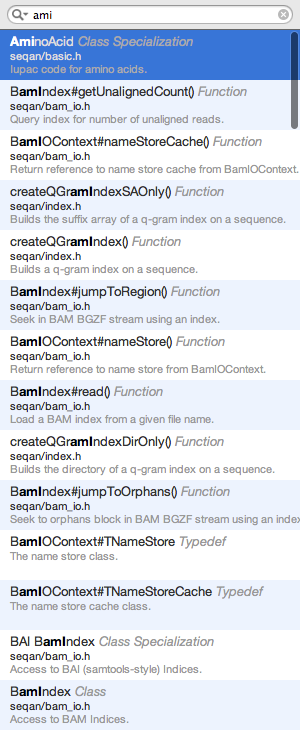 ami
AminoAcid Class Specialization
seqan/basic.h
Iupac code for amino acids.
BamIndex#getUnalignedCount() Function
seqan/bam_io.h
Query index for number of unaligned reads.
BamIOContext#nameStoreCache() Function
seqan/bam_io.h
Return reference to name store cache from BamIOContext.
createQGramIndexSAOnly() Function
seqan/index.h
Builds the suffix array of a q-gram index on a sequence.
createQGramIndex() Function
seqan/index.h
Builds a q-gram index on a sequence.
BamIndex#jumpToRegion() Function
seqan/bam_io.h
Seek in BAM BGZF stream using an index.
BamIOContext#nameStore() Function
seqan/bam_io.h
Return reference to name store from BamIOContext.
BamIndex#read() Function
seqan/bam_io.h
Load a BAM index from a given file name.
createQGramIndexDirOnly() Function
seqan/index.h
Builds the directory of a q-gram index on a sequence.
BamIndex#jumpToOrphans() Function
seqan/bam_io.h
Seek to orphans block in BAM BGZF stream using an index
BamIOContext#TNameStore Typedef
The name store class.
BamIOContext#TNameStoreCache Typedef
The name store cache class.
BAI BamIndex Class Specialization
seqan/bam_io.h
Access to BAI (samtools-style) Indices.
BamIndex Class
seqan/bam_io.h
Access to BAM Indices.